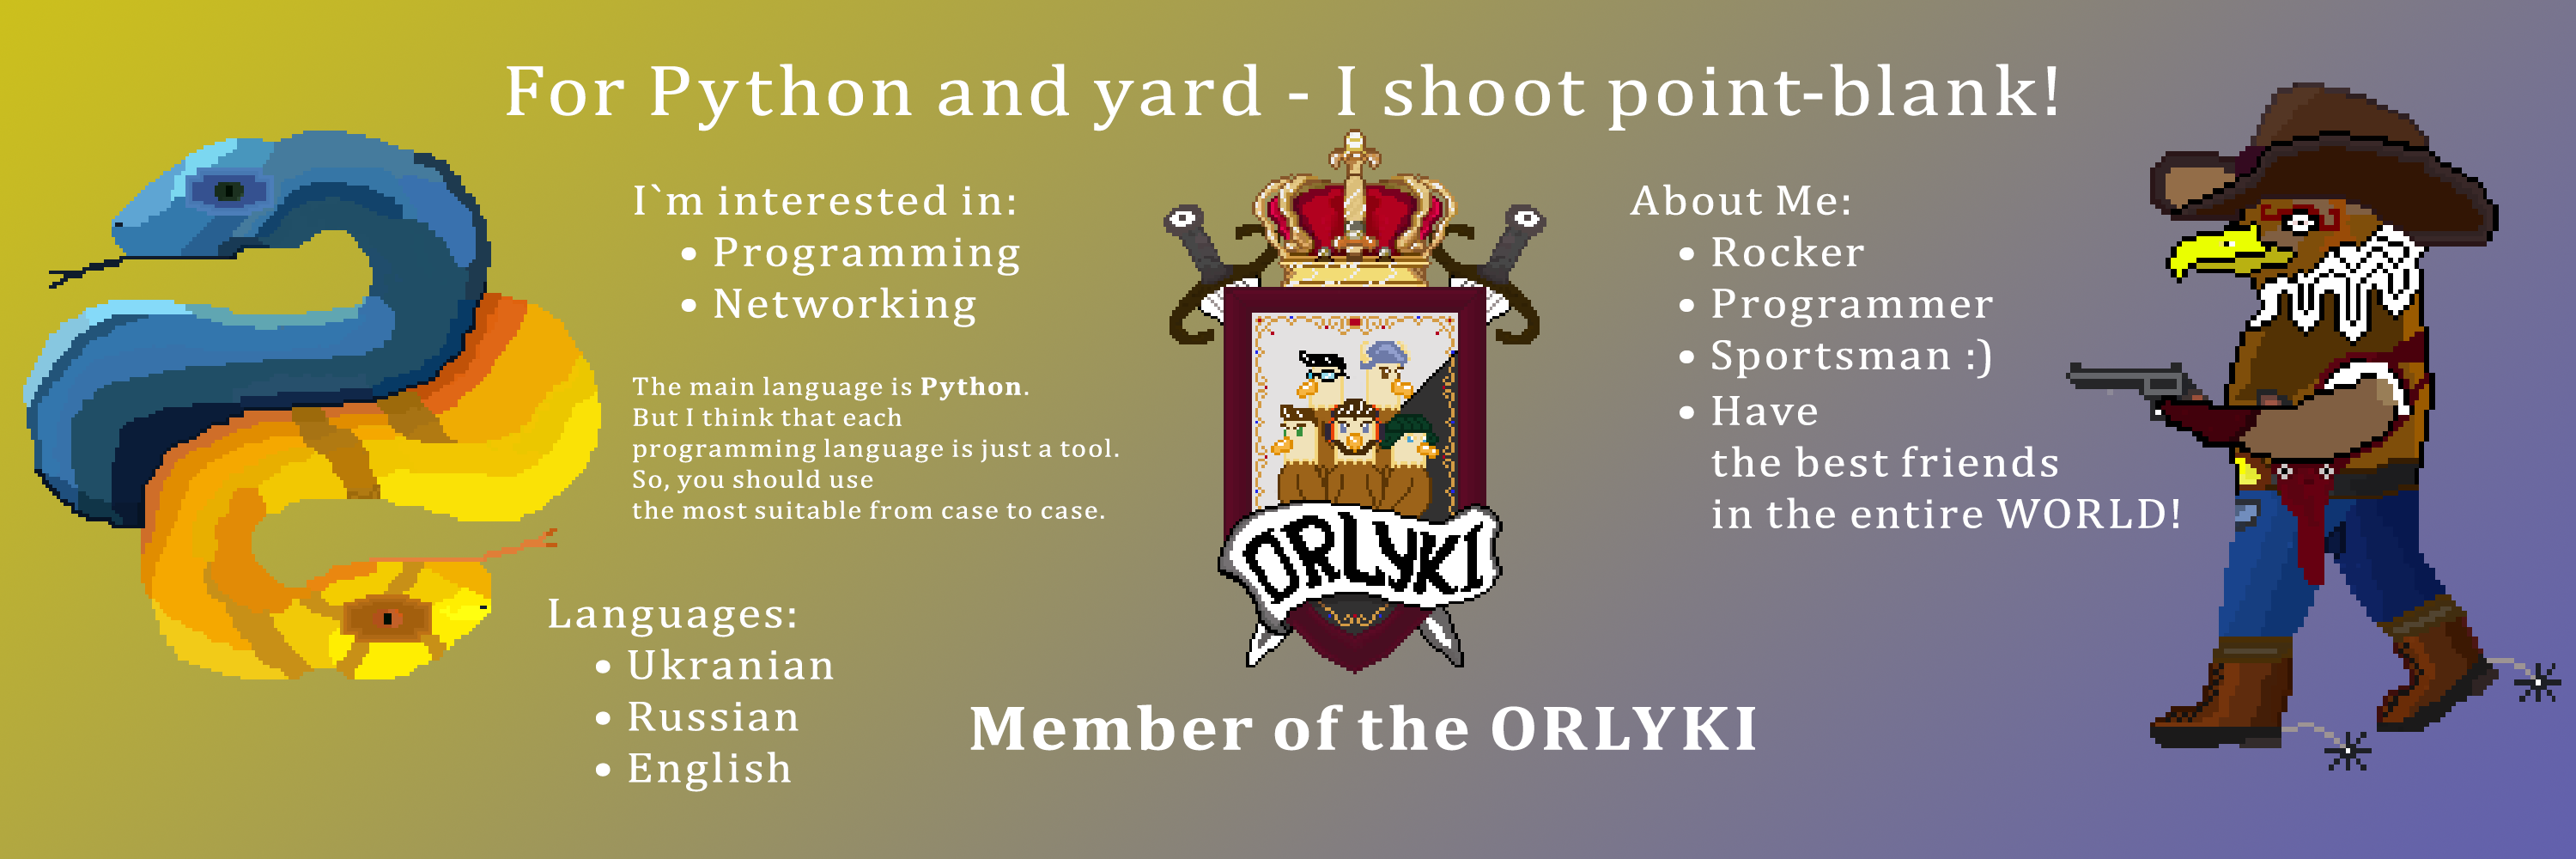 For Python and yard - I shoot point-blank!
I`m interested in:
• Programming
• Networking
The main language is Python.
But I think that each
programming language is just a tool.
So, you should use
the most suitable from case to case.
Languages:
• Ukranian
• Russian
• English
ORLYKI
Member of the ORLYKI
About Me:
• Rocker
• Programmer
• Sportsman :)
• Have
the best friends
in the entire WORLD!